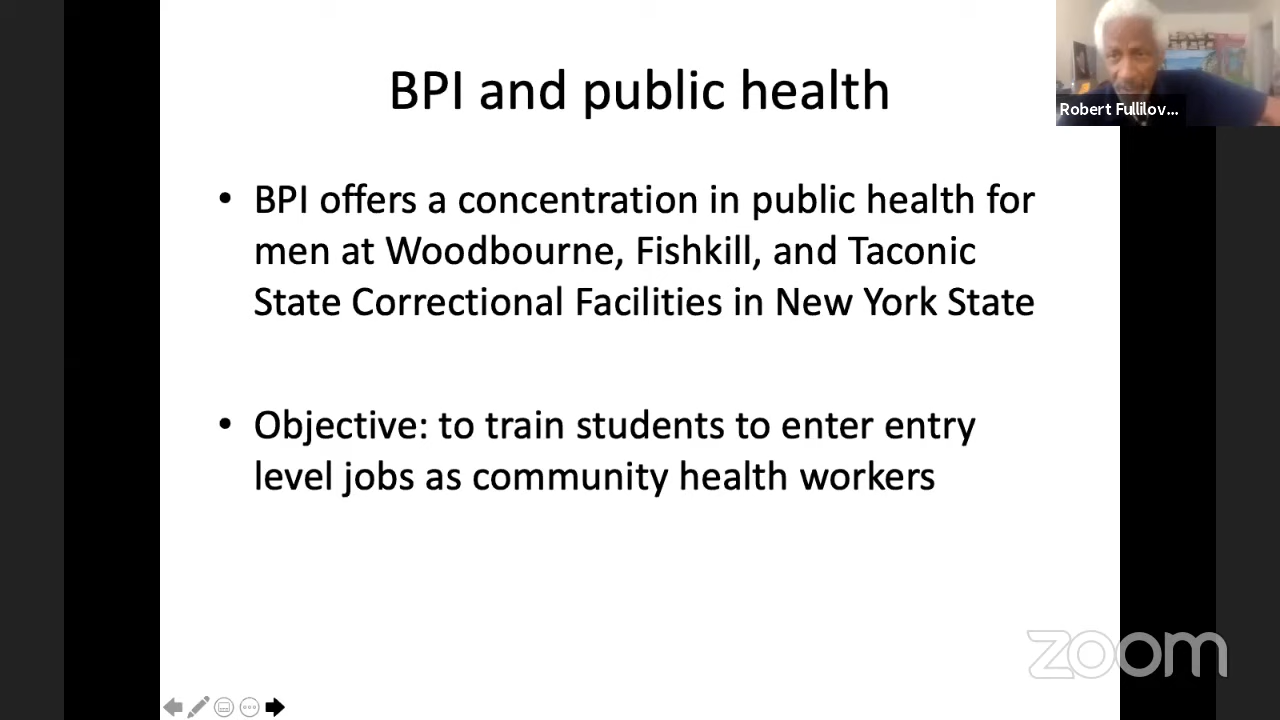 BPI and public health
Robert Fullilov...
• BPI offers a concentration in public health for
men at Woodbourne, Fishkill, and Taconic
State Correctional Facilities in New York State
• Objective: to train students to enter entry
level jobs as community health workers
zoom